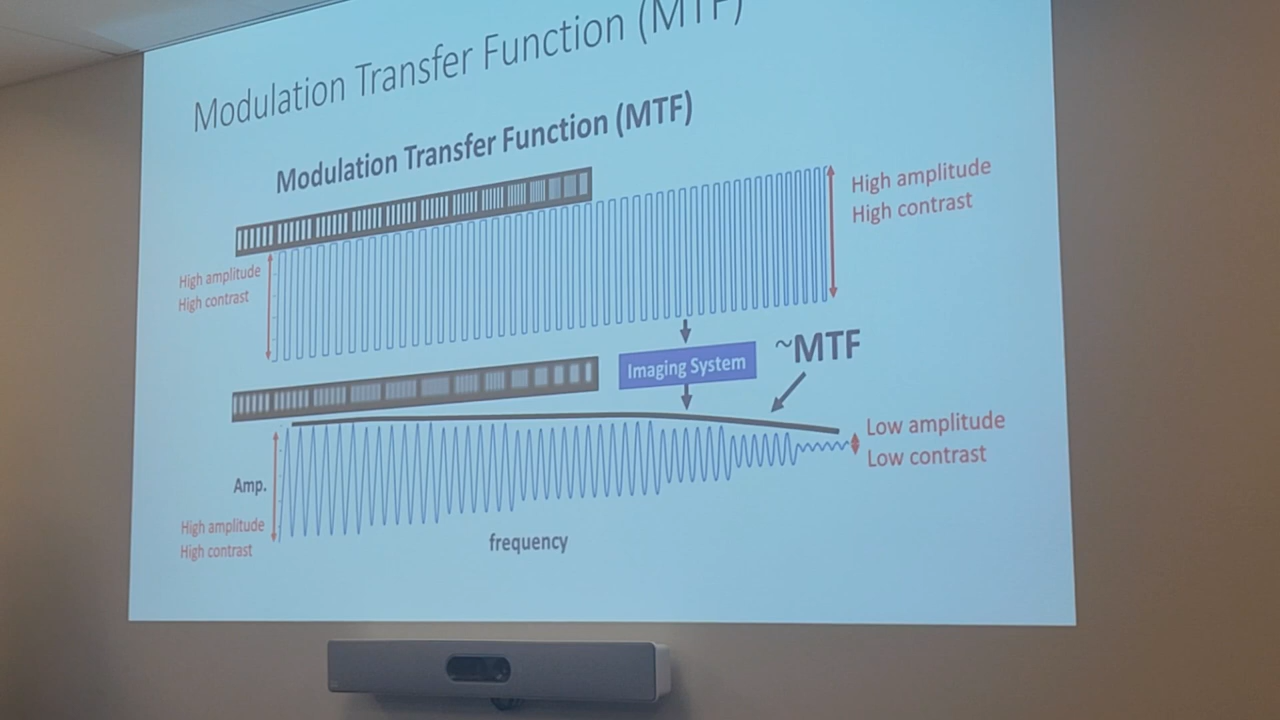 Modulation Transfer Function (MTF)
Modulation Transfer Function (MTF)
High amplitude
High contrast
High amplitude
High contrast
Imaging System
~MTF
Low amplitude
Low contrast
Amp.
High amplitude
High contrast
frequency